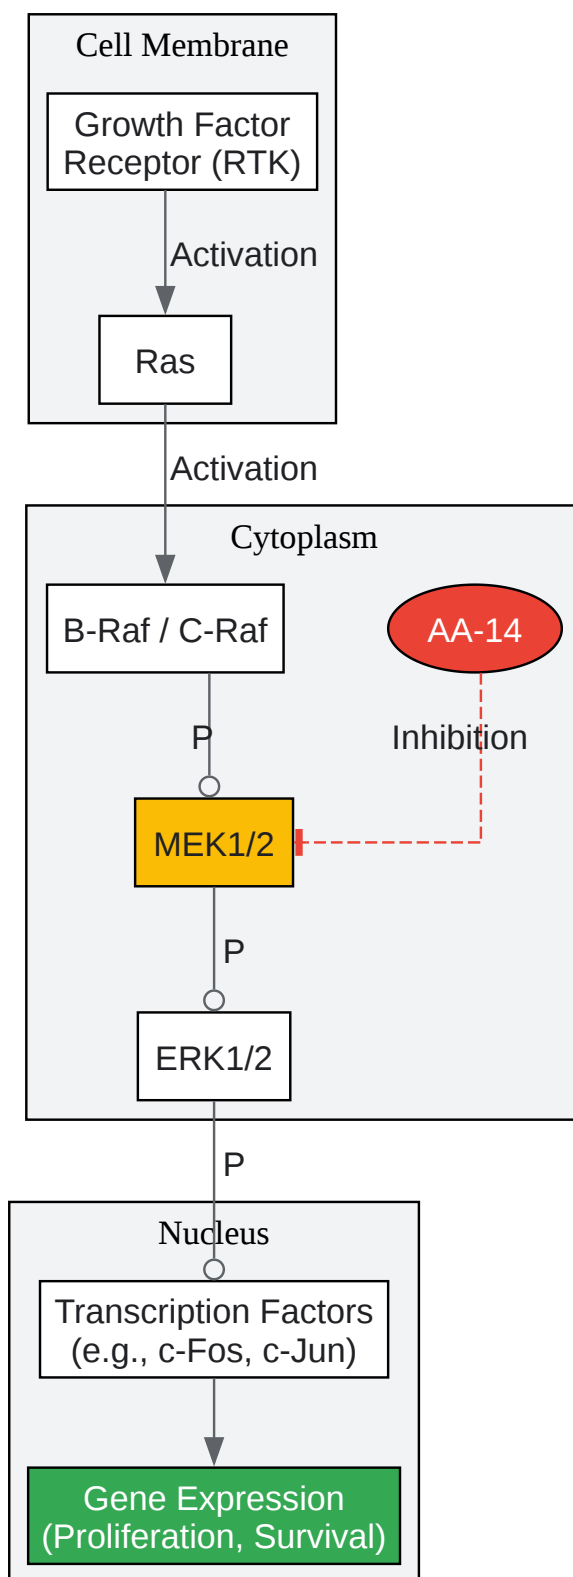 Cell Membrane
Growth Factor
Receptor (RTK)
Activation
Ras
Activation
Cytoplasm
B-Raf / C-Raf
AA-14
P
Inhibition
MEK1/2
P
ERK1/2
P
Nucleus
Transcription Factors
(e.g., c-Fos, c-Jun)
Gene Expression
(Proliferation, Survival)